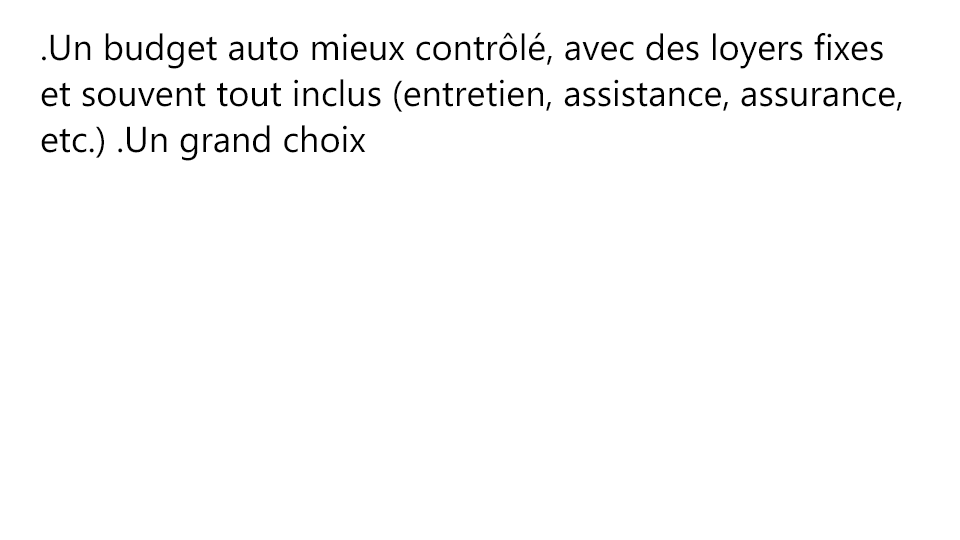 .Un budget auto mieux contrôlé, avec des loyers fixes
et souvent tout inclus (entretien, assistance, assurance,
etc.) .Un grand choix